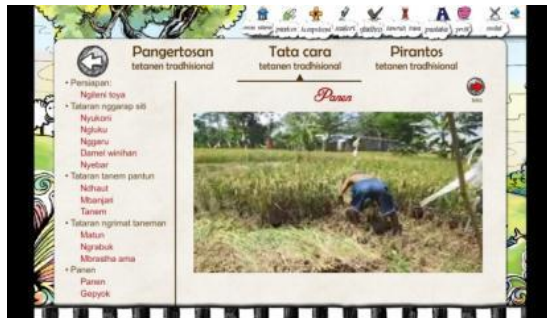 Pangertosan
tetanen tradhisional
Tata cara
tetanen tradhisional
Pirantos
tetanen tradhisional
Panen
• Persiapan:
Ngileni toya
• Tataran nggarap siti
Nyukoni
Ngluku
Nggaru
Damel winihan
Nyebar
• Tataran tanem pantun
Ndhaut
Mbanjari
Tanem
• Tataran ngrimat taneman
Matun
Ngrabuk
Mbrastha ama
• Panen
Panen
Gepyok